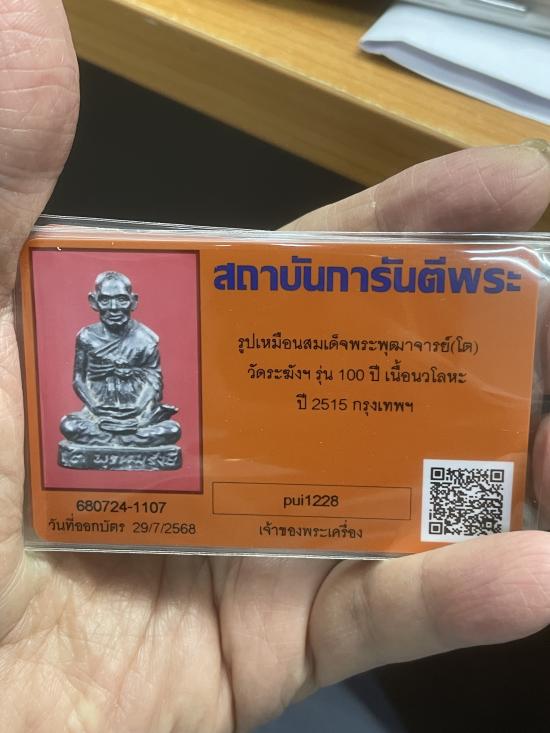 สถาบันการันตีพระ
รูปเหมือนสมเด็จพระพุฒาจารย์(โต)
วัดระฆังฯ รุ่น 100 ปี เนื้อนวโลหะ
ปี 2515 กรุงเทพฯ
680724-1107
วันที่ออกบัตร 29/7/2568
pui1228
เจ้าของพระเครื่อง